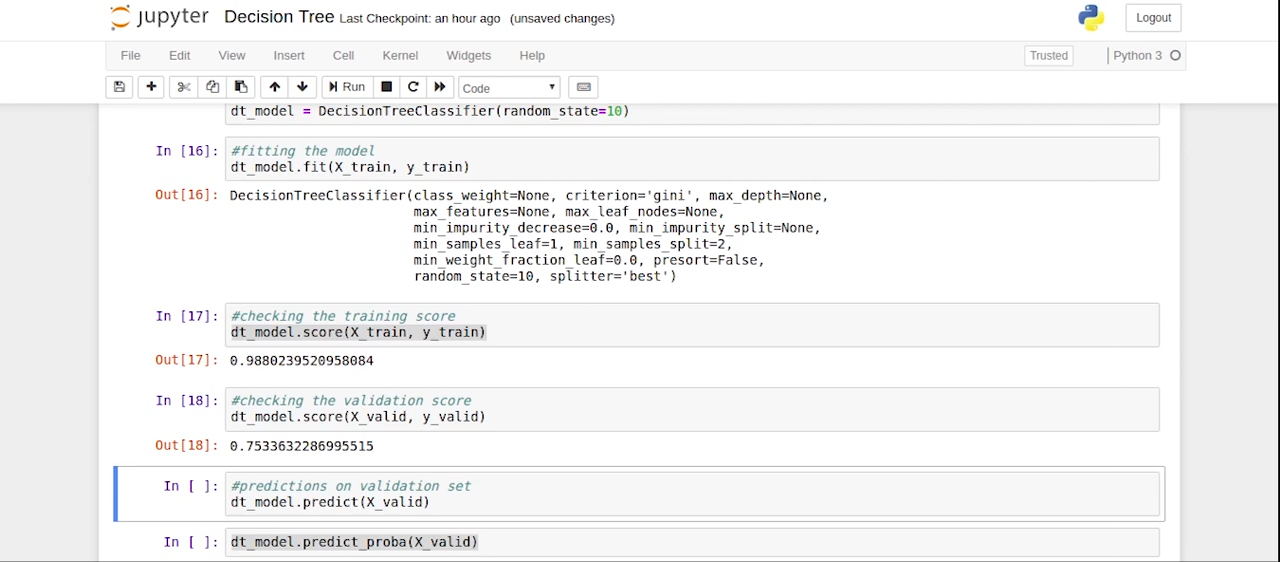 jupyter Decision Tree Last Checkpoint: an hour ago (unsaved changes) Logout
File Edit View Insert Cell Kernel Widgets Help Trusted Python 3
Run Code
dt_model = DecisionTreeClassifier(random_state=10)
In [16]: #fitting the model
dt_model.fit(X_train, y_train)
Out[16]: DecisionTreeClassifier(class_weight=None, criterion='gini', max_depth=None,
max_features=None, max_leaf_nodes=None,
min_impurity_decrease=0.0, min_impurity_split=None,
min_samples_leaf=1, min_samples_split=2,
min_weight_fraction_leaf=0.0, presort=False,
random_state=10, splitter='best')
In [17]: #checking the training score
dt_model.score(X_train, y_train)
Out[17]: 0.9880239520958084
In [18]: #checking the validation score
dt_model.score(X_valid, y_valid)
Out[18]: 0.7533632286995515
In [ ]: #predictions on validation set
dt_model.predict(X_valid)
In [ ]: dt_model.predict_proba(X_valid)